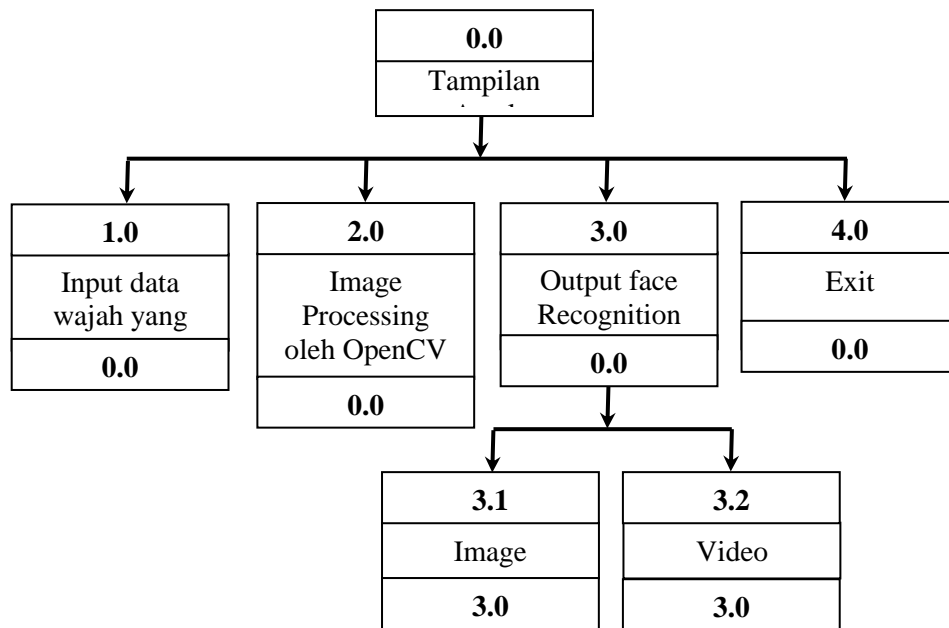 0.0
Tampilan
1.0
Input data
wajah yang
0.0
2.0
Image
Processing
oleh OpenCV
0.0
3.0
Output face
Recognition
0.0
4.0
Exit
0.0
3.1
Image
3.0
3.2
Video
3.0